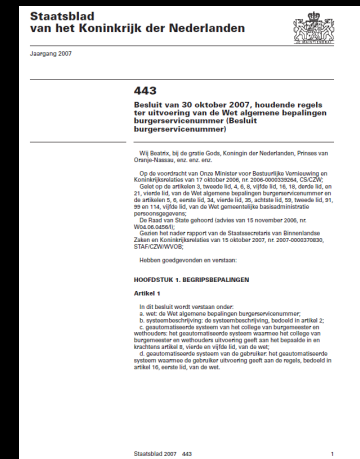 Staatsblad
van het Koninkrijk der Nederlanden
Jaargang 2007
443
Besluit van 30 oktober 2007, houdende regels
ter uitvoering van de Wet algemene bepalingen
burgerservicenummer (Besluit
burgerservicenummer)
Wij Beatrix, bij de gratie Gods, Koningin der Nederlanden, Prinses van
Oranje-Nassau, enz. enz. enz.
Op de voordracht van Onze Minister voor Bestuurlijke Vernieuwing en
Koninkrijksrelaties van 17 oktober 2006, nr. 2006-0000339264, CS/CZW;
Gelet op de artikelen 3, tweede lid, 4, 6, 8, vijfde lid, 16, 18, derde lid, en
21, vierde lid, van de Wet algemene bepalingen burgerservicenummer en
de artikelen 5, 6, eerste lid, 34, vierde lid, 35, achtste lid, 59, tweede lid, 91,
99 en 114, vijfde lid, van de Wet gemeentelijke basisadministratie
persoonsgegevens;
De Raad van State gehoord (advies van 15 november 2006, nr.
W04.06.0456/I);
Gezien het nader rapport van de Staatssecretaris van Binnenlandse
Zaken en Koninkrijksrelaties van 15 oktober 2007, nr. 2007-0000370830,
STAF/CZW/WVOB;
Hebben goedgevonden en verstaan:
HOOFDSTUK 1. BEGRIPSBEPALINGEN
Artikel 1
In dit besluit wordt verstaan onder:
a. wet: de Wet algemene bepalingen burgerservicenummer;
b. systeembeschrijving: de systeembeschrijving, bedoeld in artikel 2;
c. geautomatiseerde systeem van het college van burgemeester en
wethouders: het geautomatiseerde systeem waarmee het college van
burgemeester en wethouders uitvoering geeft aan het bepaalde in en
krachtens artikel 8, vierde en vijfde lid, van de wet;
d. geautomatiseerde systeem van de gebruiker: het geautomatiseerde
systeem waarmee de gebruiker uitvoering geeft aan de regels, bedoeld in
artikel 16, eerste lid, van de wet.
Staatsblad 2007 443 1